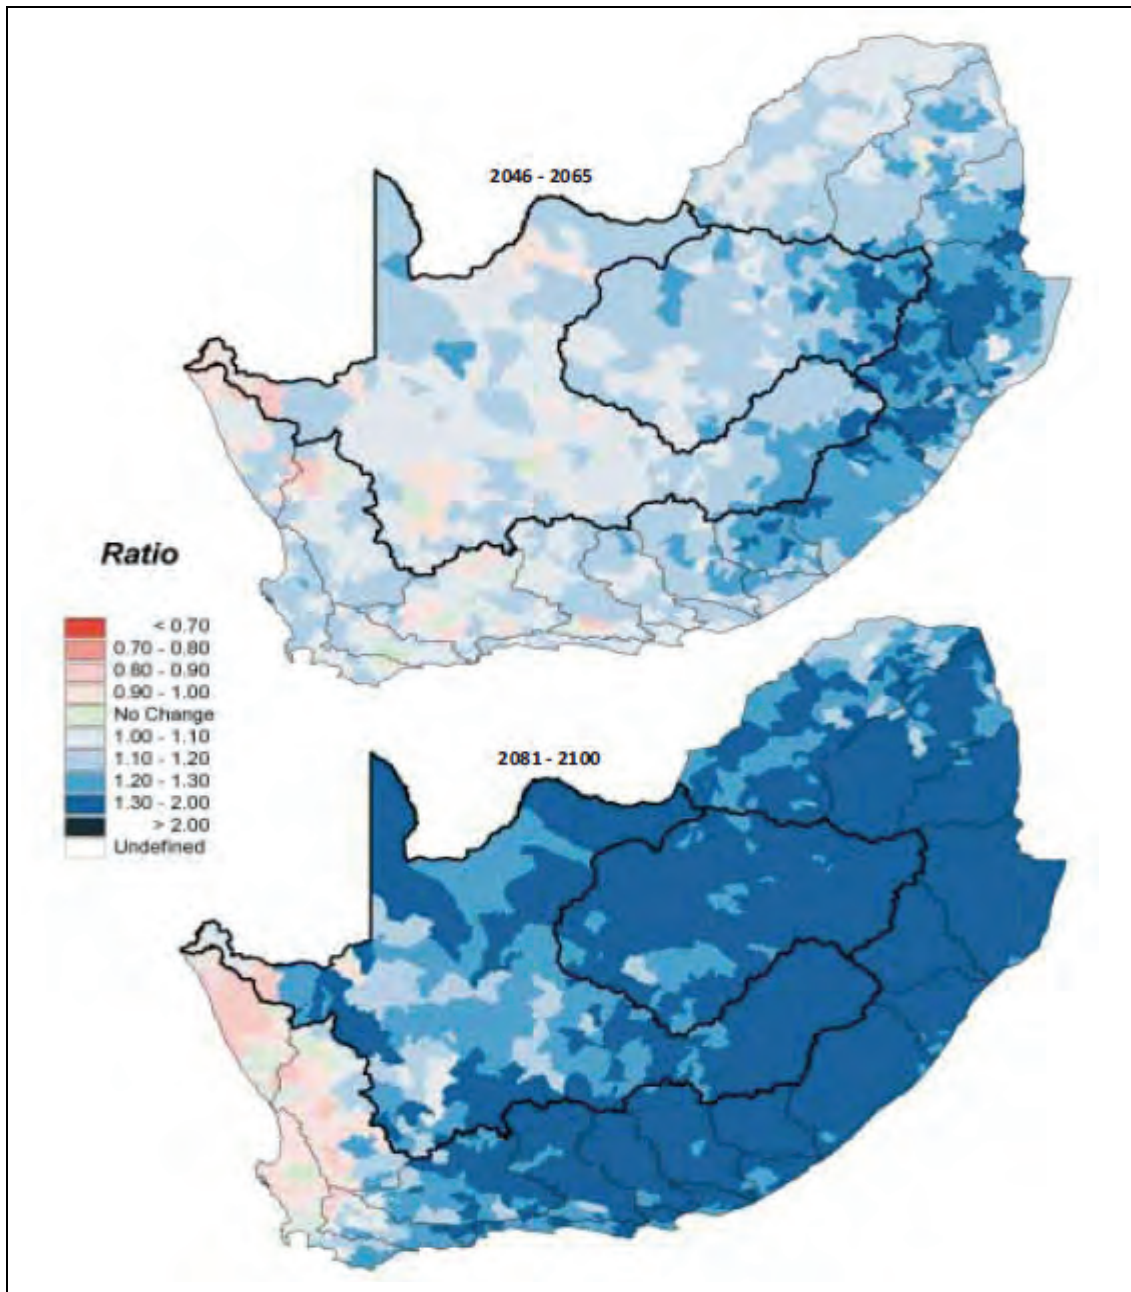 2046 - 2065
Ratio
< 0.70
0.70 - 0.80
0.80 - 0.90
0.90 - 1.00
No Change
1.00 - 1.10
1.10 - 1.20
1.20 - 1.30
1.30 - 2.00
> 2.00
Undefined
2081 - 2100